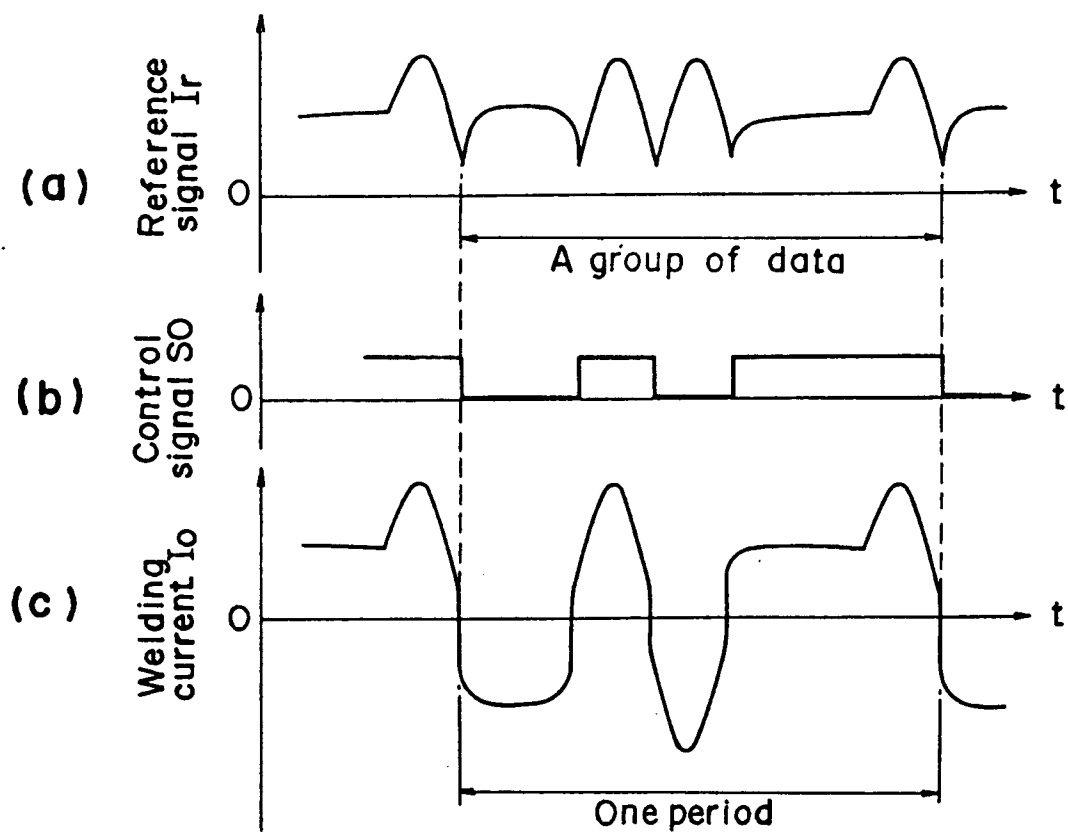 (a)
Reference
signal Ir
0
t
A group of data
(b)
Control
signal SO
0
t
(c)
Welding
current Io
0
t
One period